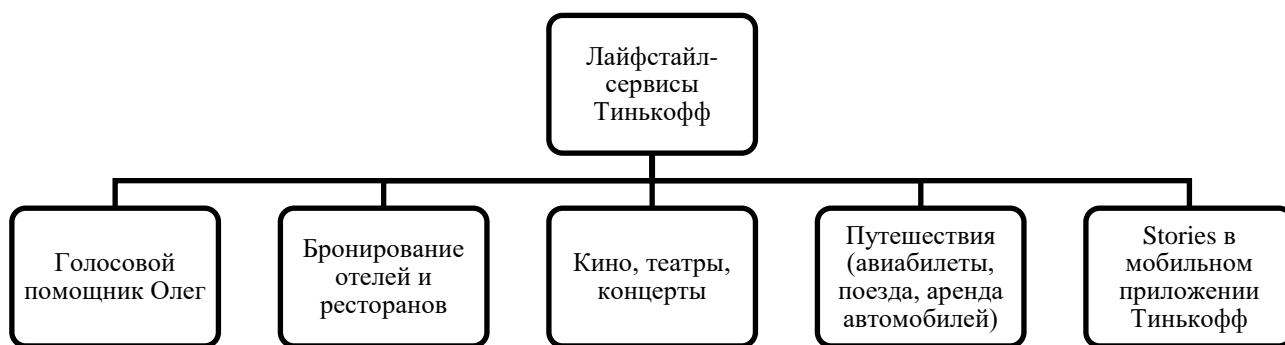 Лайфстайл-
сервисы
Тинькофф
Голосовой
помощник Олег
Бронирование
отелей и
ресторанов
Кино, театры,
концерты
Путешествия
(авиабилеты,
поезда, аренда
автомобилей)
Stories в
мобильном
приложении
Тинькофф